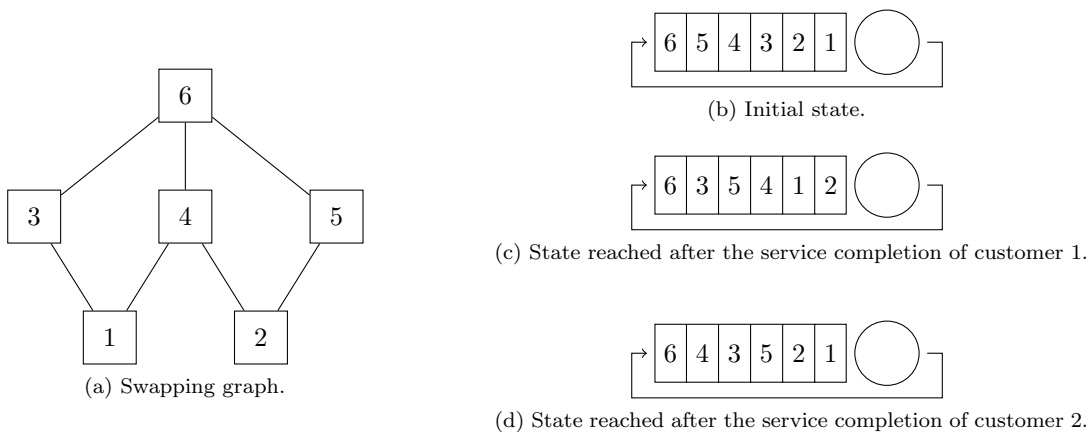 6
3
4
5
1
2
(a) Swapping graph.
6 5 4 3 2 1
(b) Initial state.
6 3 5 4 1 2
(c) State reached after the service completion of customer 1.
6 4 3 5 2 1
(d) State reached after the service completion of customer 2.